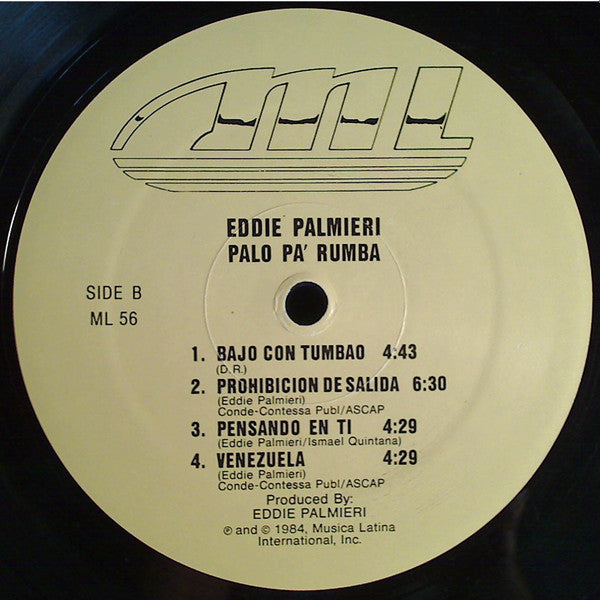 ML
EDDIE PALMIERI
PALO PA' RUMBA
SIDE B
ML 56
1. BAJO CON TUMBAO 4:43
(D.R.)
2. PROHIBICION DE SALIDA 6:30
(Eddie Palmieri)
Conde-Contessa Publ/ASCAP
3. PENSANDO EN TI 4:29
(Eddie Palmieri/Ismael Quintana)
4. VENEZUELA 4:29
(Eddie Palmieri)
Conde-Contessa Publ/ASCAP
Produced By:
EDDIE PALMIERI
℗ and © 1984, Musica Latina
International, Inc.